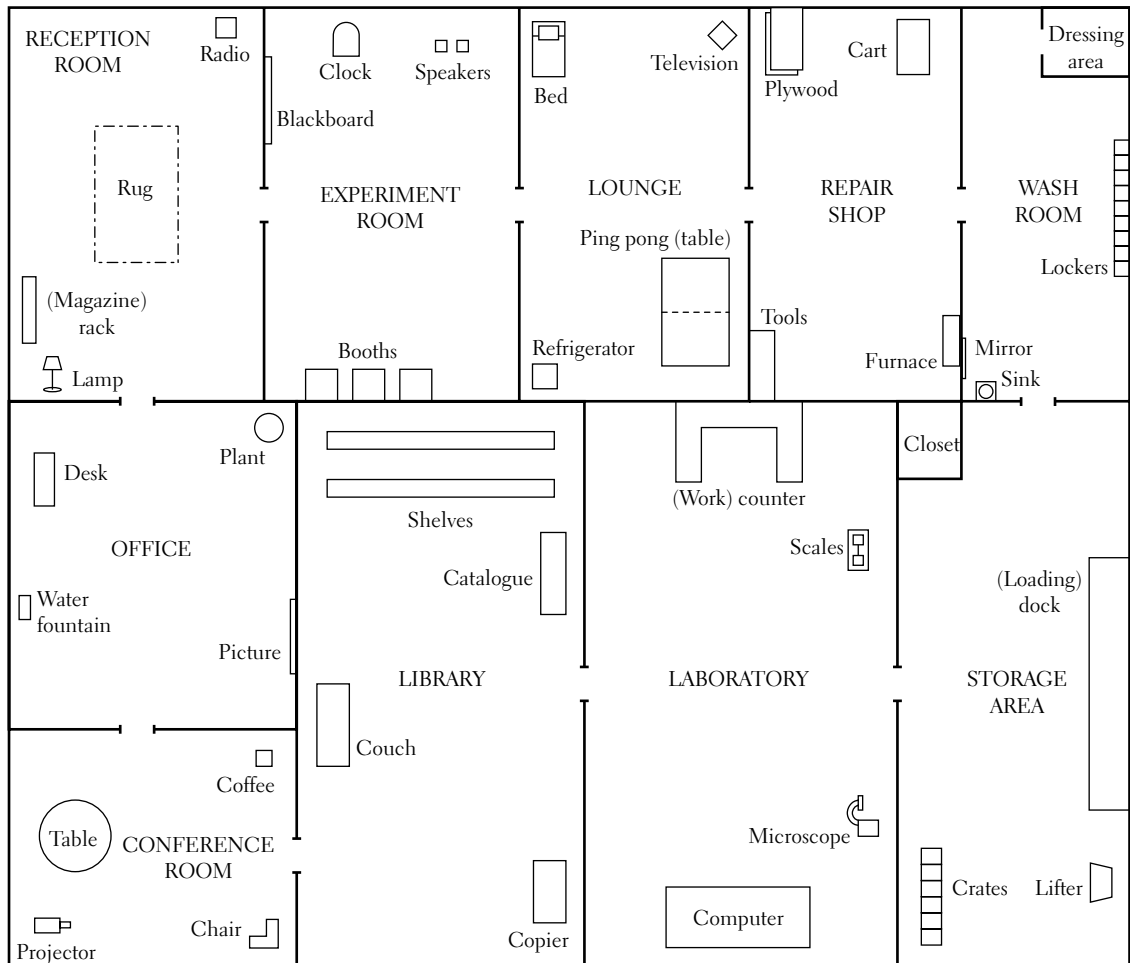 RECEPTION
ROOM
Radio
Rug
(Magazine)
rack
Lamp
Clock
Speakers
Blackboard
EXPERIMENT
ROOM
Booths
Bed
Television
LOUNGE
Ping pong (table)
Refrigerator
Plywood
Cart
REPAIR
SHOP
Tools
Furnace
Dressing
area
WASH
ROOM
Lockers
Mirror
Sink
Plant
Desk
OFFICE
Water
fountain
Picture
Shelves
Catalogue
LIBRARY
Couch
Copier
(Work) counter
Scales
LABORATORY
Microscope
Computer
Closet
(Loading)
dock
STORAGE
AREA
Crates
Lifter
Coffee
Table
CONFERENCE
ROOM
Chair
Projector